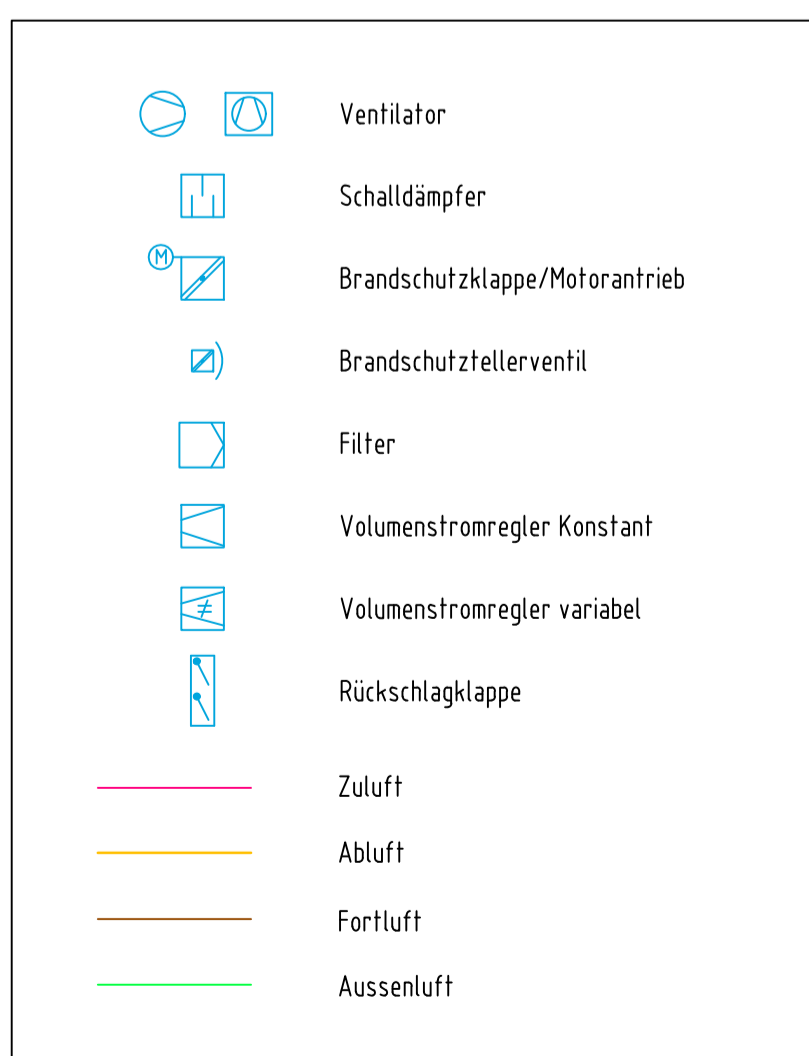 Ventilator
Schalldämpfer
M
Brandschutzklappe/Motorantrieb
Brandschutztellerventil
Filter
Volumenstromregler Konstant
≠
Volumenstromregler variabel
Rückschlagklappe
Zuluft
Abluft
Fortluft
Aussenluft